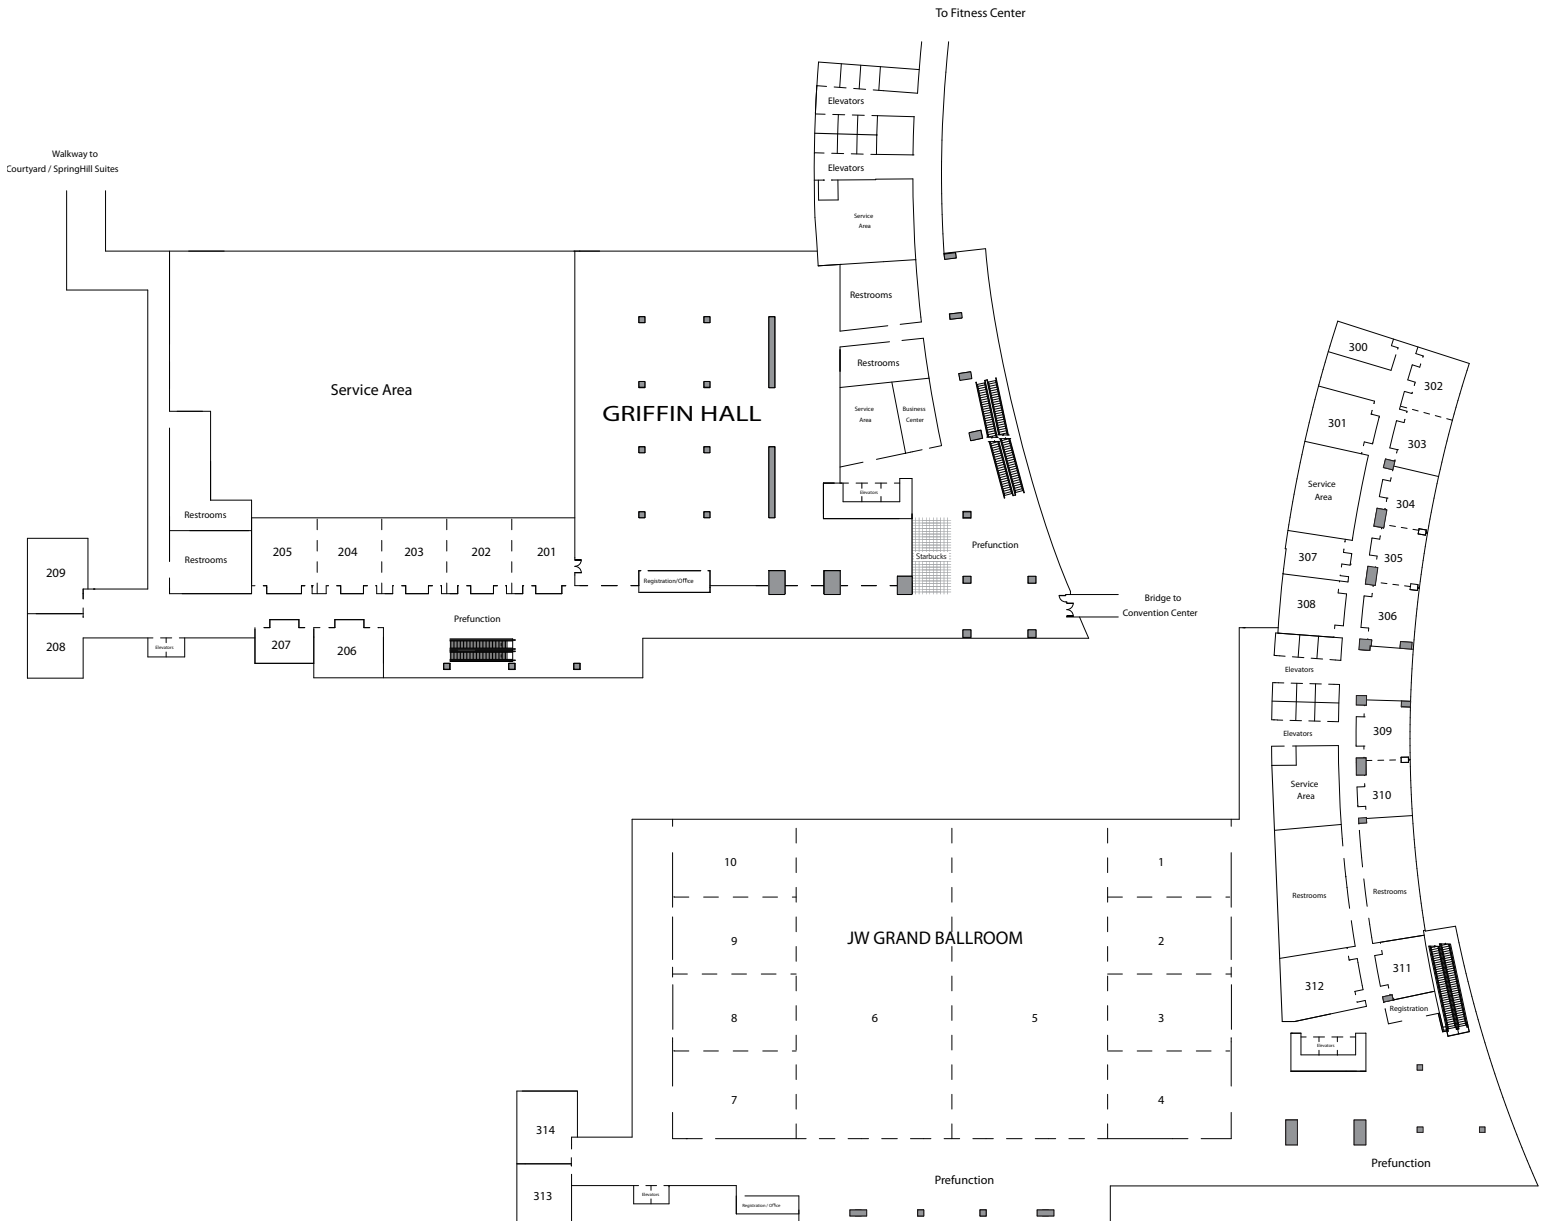 To Fitness Center
Elevators
Walkway to
Courtyard / SpringHill Suites
Elevators
Service
Area
Restrooms
Restrooms
Service Area
GRIFFIN HALL
Service
Area
Business
Center
Elevators
Restrooms
Restrooms
205
204
203
202
201
Registration/Office
Starbucks
Prefunction
209
208
Elevators
207
206
Prefunction
Bridge to
Convention Center
300
302
301
303
Service
Area
304
307
305
308
306
Elevators
309
Elevators
Service
Area
310
Restrooms
Restrooms
312
311
Registration
Elevators
10
1
9
JW GRAND BALLROOM
2
8
6
5
3
7
4
314
313
Elevators
Registration / Office
Prefunction
Prefunction